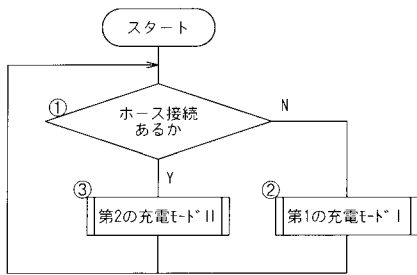 スタート
①
ホース接続
あるか
N
Y
③
第2の充電モードII
②
第1の充電モードI